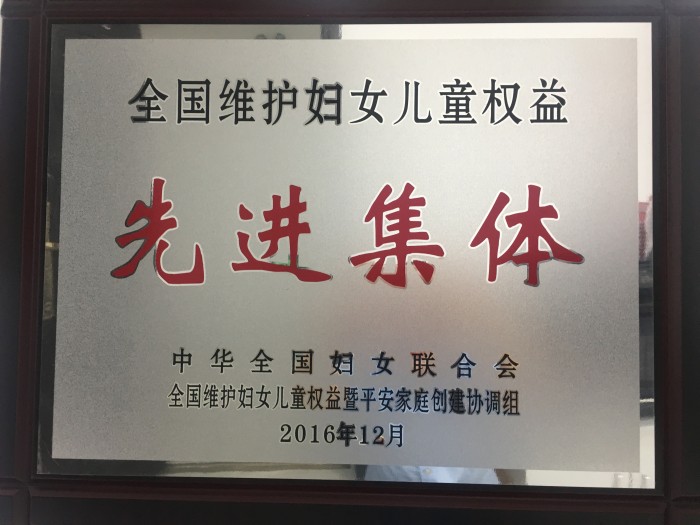 全国维护妇女儿童权益
先进集体
中华全国妇女联合会
全国维护妇女儿童权益暨平安家庭创建协调组
2016年12月